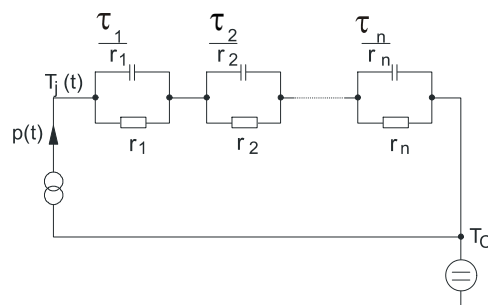 τ1 τ2 τn
r1 r2 rn
Tj(t)
p(t)
r1 r2 rn
TC